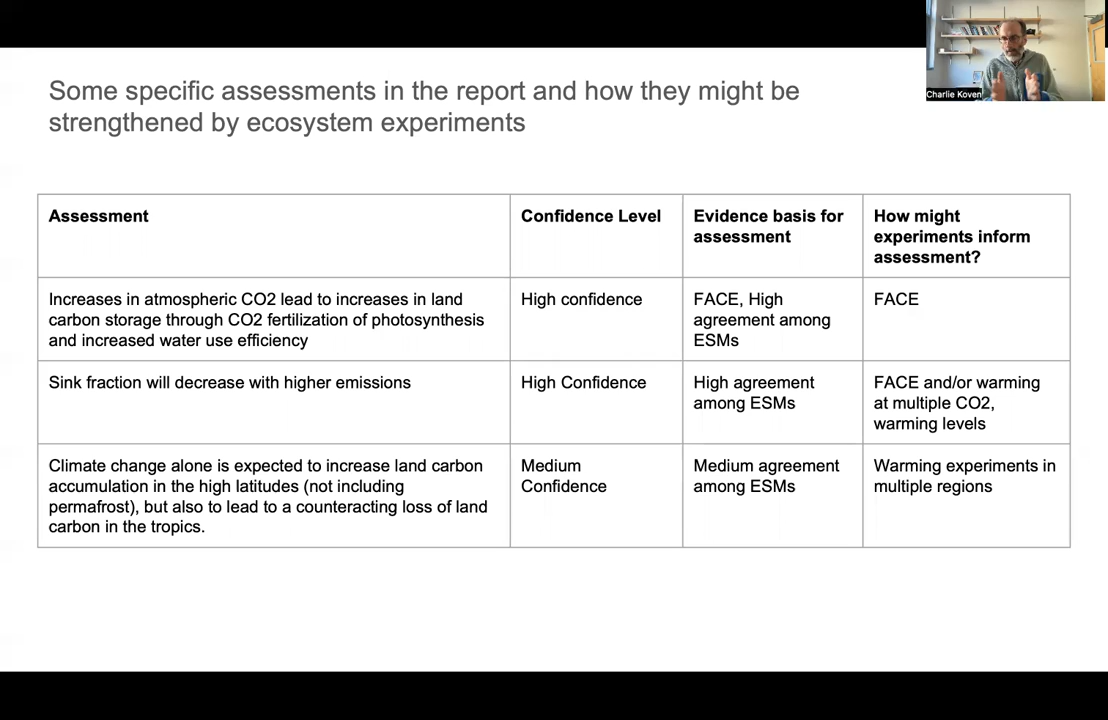 Charlie Koven
Some specific assessments in the report and how they might be
strengthened by ecosystem experiments
Assessment
Confidence Level
Evidence basis for
assessment
How might
experiments inform
assessment?
Increases in atmospheric CO2 lead to increases in land
carbon storage through CO2 fertilization of photosynthesis
and increased water use efficiency
High confidence
FACE, High
agreement among
ESMs
FACE
Sink fraction will decrease with higher emissions
High Confidence
High agreement
among ESMs
FACE and/or warming
at multiple CO2,
warming levels
Climate change alone is expected to increase land carbon
accumulation in the high latitudes (not including
permafrost), but also to lead to a counteracting loss of land
carbon in the tropics.
Medium
Confidence
Medium agreement
among ESMs
Warming experiments in
multiple regions